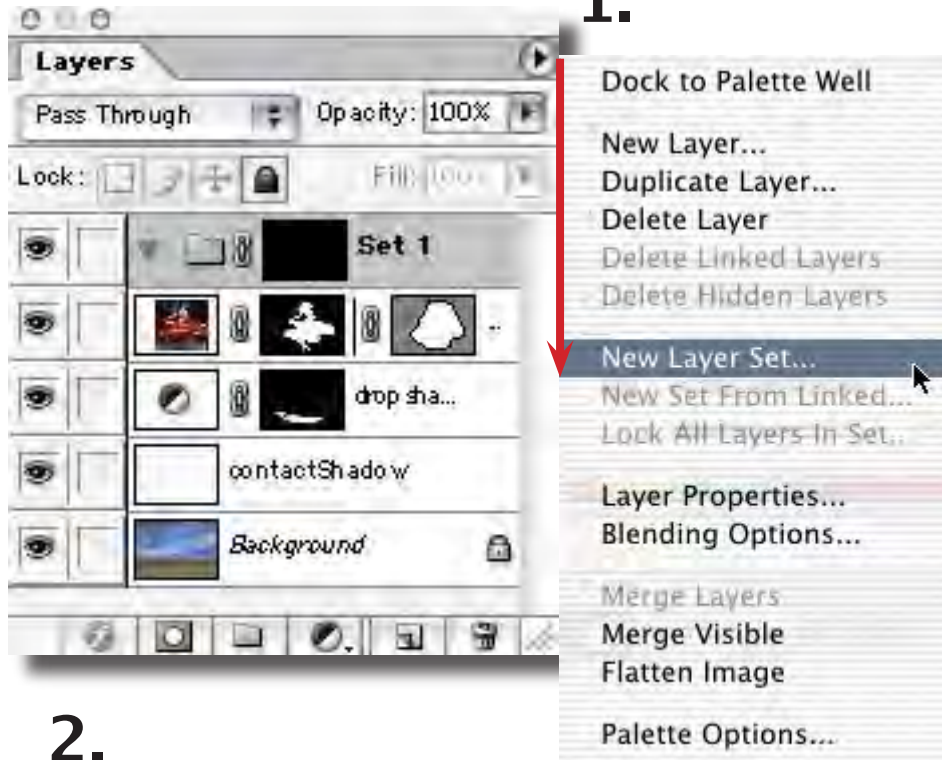 1.
Layers
Pass Through Opacity: 100%
Lock: Fill: 100%
Set 1
..
drop sha...
contactShadow
Background
Dock to Palette Well
New Layer...
Duplicate Layer...
Delete Layer
Delete Linked Layers
Delete Hidden Layers
New Layer Set...
New Set From Linked...
Lock All Layers In Set..
Layer Properties...
Blending Options...
Merge Layers
Merge Visible
Flatten Image
Palette Options...
2.